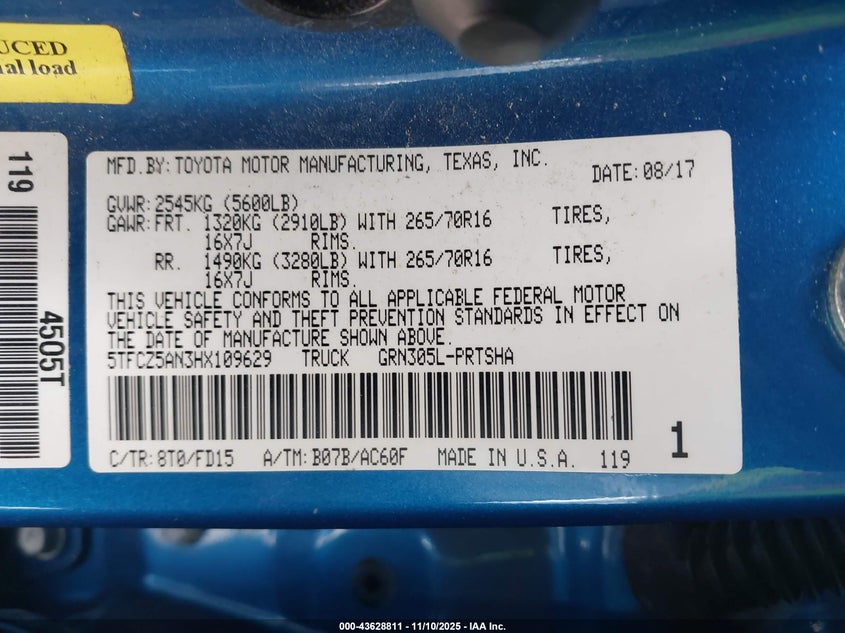 UCED
nal load
119
4505T
MFD.BY:TOYOTA MOTOR MANUFACTURING, TEXAS, INC. DATE:08/17
GVWR:2545KG (5600LB)
GAWR:FRT. 1320KG (2910LB) WITH 265/70R16 TIRES,
16X7J RIMS.
RR. 1490KG (3280LB) WITH 265/70R16 TIRES,
16X7J RIMS.
THIS VEHICLE CONFORMS TO ALL APPLICABLE FEDERAL MOTOR
VEHICLE SAFETY AND THEFT PREVENTION STANDARDS IN EFFECT ON
THE DATE OF MANUFACTURE SHOWN ABOVE.
5TFCZ5AN3HX109629 TRUCK GRN305L-PRTSHA
C/TR:8T0/FD15 A/TM:B07B/AC60F MADE IN U.S.A. 119
1
000-43628811 - 11/10/2025 - IAA Inc.